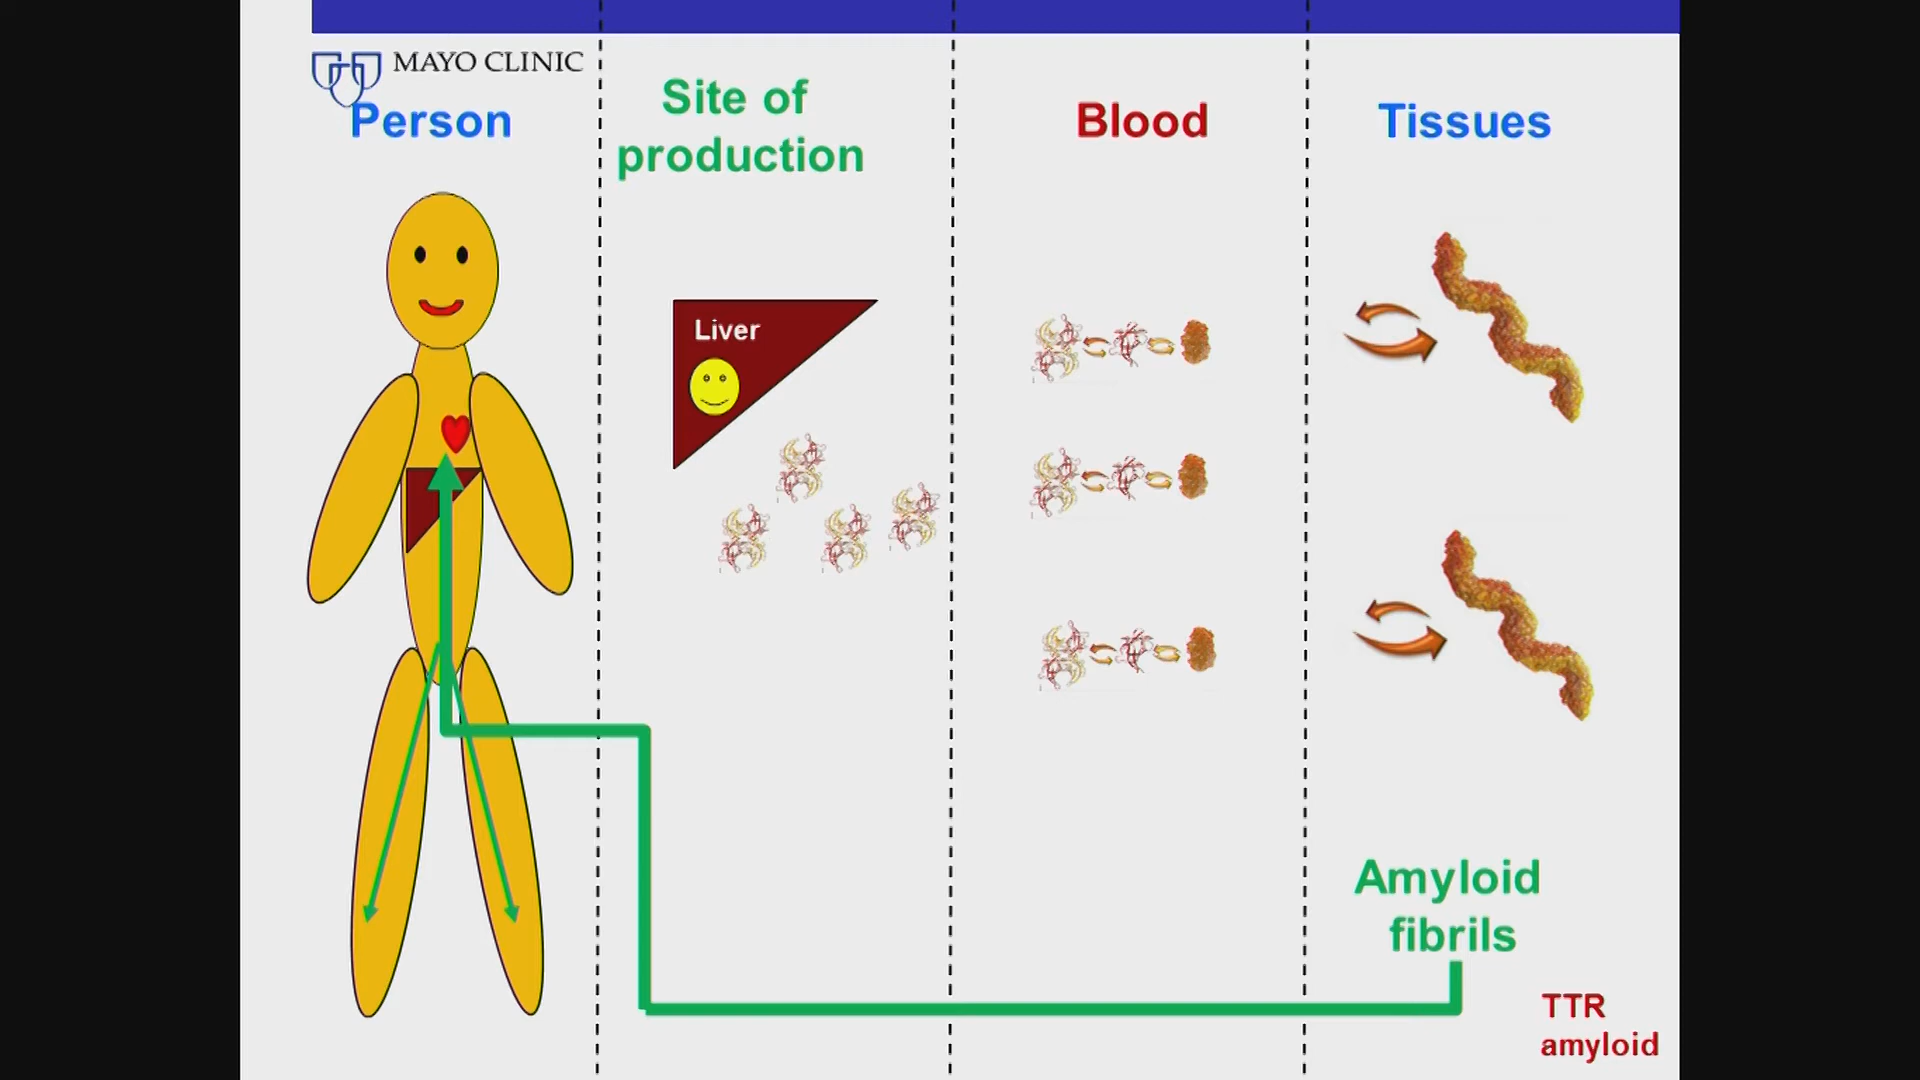 MAYO CLINIC
Person
Site of
production
Blood
Tissues
Liver
Amyloid
fibrils
TTR
amyloid